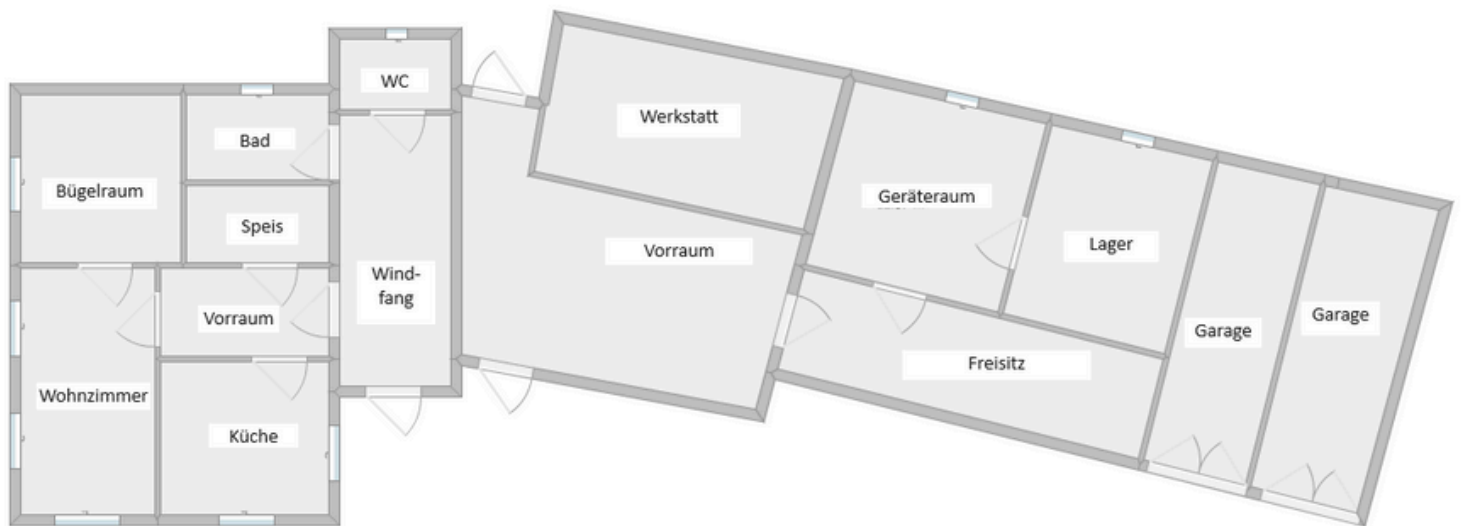 WC
Werkstatt
Bad
Bügelraum
Geräteraum
Speis
Vorraum
Lager
Wind-
fang
Vorraum
Garage
Garage
Freisitz
Wohnzimmer
Küche